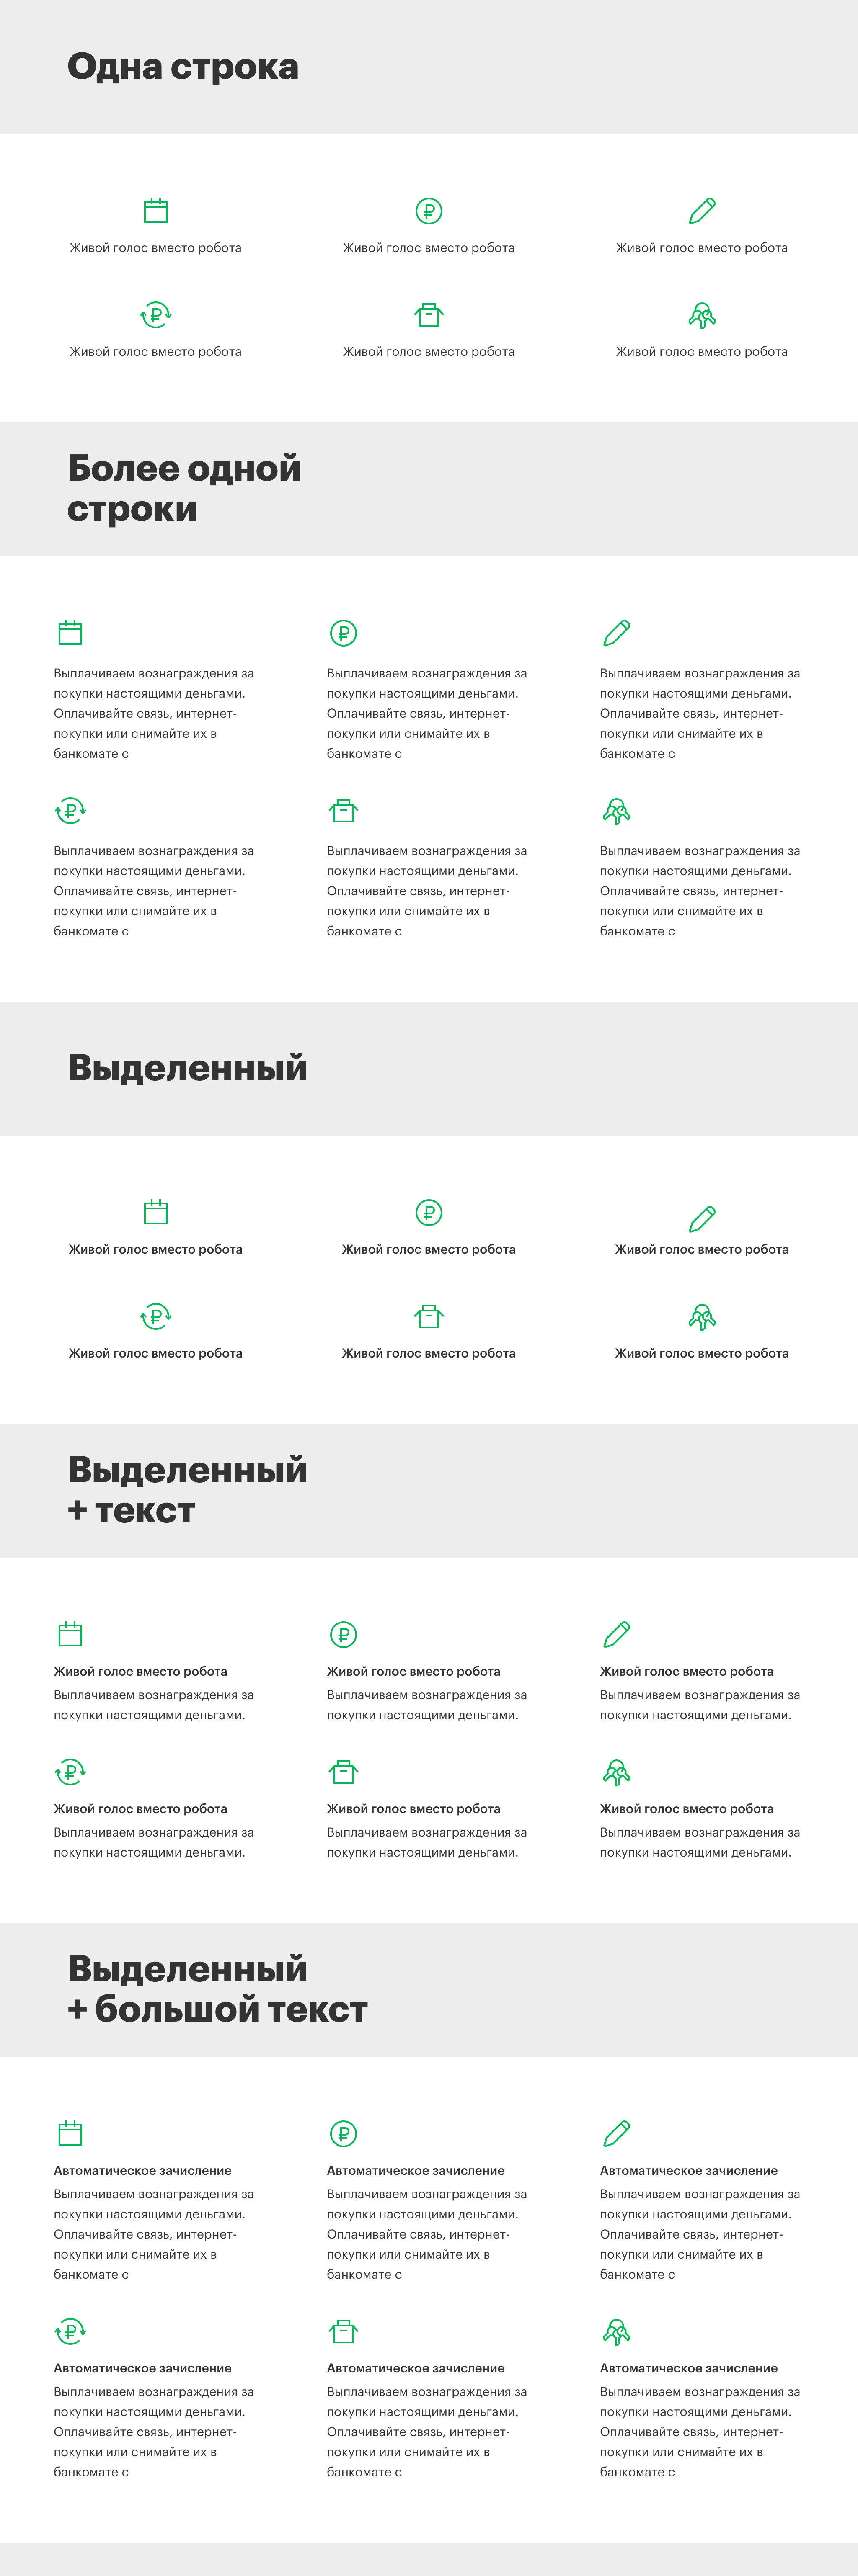 Одна строка
Живой голос вместо робота
Живой голос вместо робота
Живой голос вместо робота
Живой голос вместо робота
Живой голос вместо робота
Живой голос вместо робота
Более одной
строки
Выплачиваем вознаграждения за
покупки настоящими деньгами.
Оплачивайте связь, интернет-
покупки или снимайте их в
банкомате с
Выплачиваем вознаграждения за
покупки настоящими деньгами.
Оплачивайте связь, интернет-
покупки или снимайте их в
банкомате с
Выплачиваем вознаграждения за
покупки настоящими деньгами.
Оплачивайте связь, интернет-
покупки или снимайте их в
банкомате с
Выплачиваем вознаграждения за
покупки настоящими деньгами.
Оплачивайте связь, интернет-
покупки или снимайте их в
банкомате с
Выплачиваем вознаграждения за
покупки настоящими деньгами.
Оплачивайте связь, интернет-
покупки или снимайте их в
банкомате с
Выплачиваем вознаграждения за
покупки настоящими деньгами.
Оплачивайте связь, интернет-
покупки или снимайте их в
банкомате с
Выделенный
Живой голос вместо робота
Живой голос вместо робота
Живой голос вместо робота
Живой голос вместо робота
Живой голос вместо робота
Живой голос вместо робота
Выделенный
+ текст
Живой голос вместо робота
Выплачиваем вознаграждения за
покупки настоящими деньгами.
Живой голос вместо робота
Выплачиваем вознаграждения за
покупки настоящими деньгами.
Живой голос вместо робота
Выплачиваем вознаграждения за
покупки настоящими деньгами.
Живой голос вместо робота
Выплачиваем вознаграждения за
покупки настоящими деньгами.
Живой голос вместо робота
Выплачиваем вознаграждения за
покупки настоящими деньгами.
Живой голос вместо робота
Выплачиваем вознаграждения за
покупки настоящими деньгами.
Выделенный
+ большой текст
Автоматическое зачисление
Выплачиваем вознаграждения за
покупки настоящими деньгами.
Оплачивайте связь, интернет-
покупки или снимайте их в
банкомате с
Автоматическое зачисление
Выплачиваем вознаграждения за
покупки настоящими деньгами.
Оплачивайте связь, интернет-
покупки или снимайте их в
банкомате с
Автоматическое зачисление
Выплачиваем вознаграждения за
покупки настоящими деньгами.
Оплачивайте связь, интернет-
покупки или снимайте их в
банкомате с
Автоматическое зачисление
Выплачиваем вознаграждения за
покупки настоящими деньгами.
Оплачивайте связь, интернет-
покупки или снимайте их в
банкомате с
Автоматическое зачисление
Выплачиваем вознаграждения за
покупки настоящими деньгами.
Оплачивайте связь, интернет-
покупки или снимайте их в
банкомате с
Автоматическое зачисление
Выплачиваем вознаграждения за
покупки настоящими деньгами.
Оплачивайте связь, интернет-
покупки или снимайте их в
банкомате с